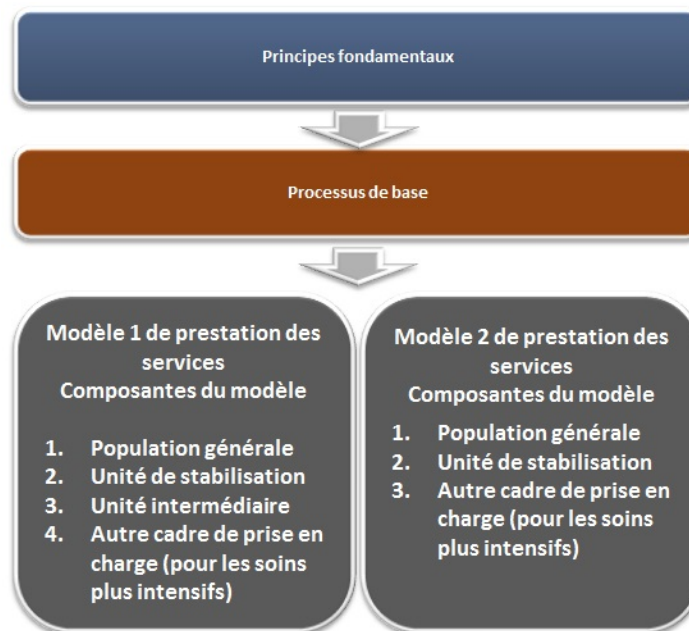 Principes fondamentaux
Processus de base
Modèle 1 de prestation des
services
Composantes du modèle
1. Population générale
2. Unité de stabilisation
3. Unité intermédiaire
4. Autre cadre de prise en
charge (pour les soins
plus intensifs)
Modèle 2 de prestation des
services
Composantes du modèle
1. Population générale
2. Unité de stabilisation
3. Autre cadre de prise en
charge (pour les soins
plus intensifs)